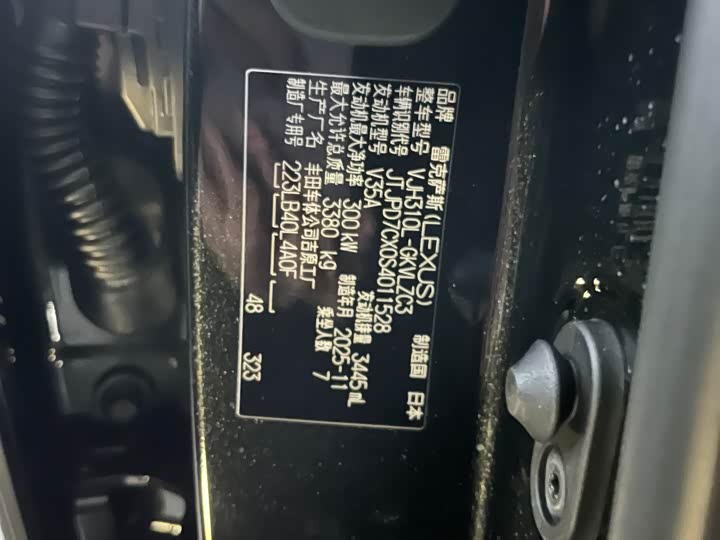 品牌 雷克萨斯(LEXUS) 制造国 日本
整车型号 VJH310L-GKVLZC3
车辆识别代号 JTJPD7CX0S4011528
发动机型号 V35A 发动机排量 3445mL
发动机最大净功率 300kW 制造年月 2025-11
最大允许总质量 3380 kg 乘坐人数 7
生产厂名 丰田车体公司吉原工厂
制造厂专用号 223LB40L4A0F 48 323